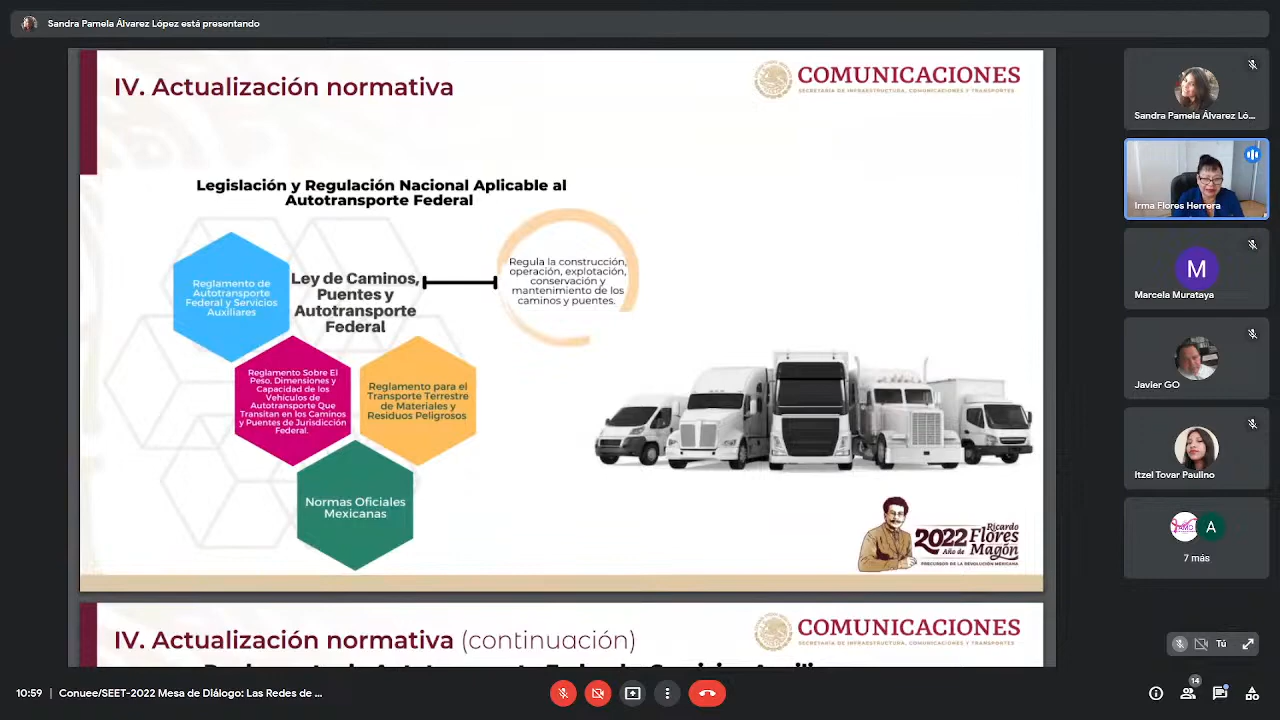 Sandra Pamela Álvarez López está presentando
IV. Actualización normativa
COMUNICACIONES
SECRETARÍA DE INFRAESTRUCTURA, COMUNICACIONES Y TRANSPORTES
Legislación y Regulación Nacional Aplicable al
Autotransporte Federal
Reglamento de
Autotransporte
Federal y Servicios
Auxiliares
Ley de Caminos,
Puentes y
Autotransporte
Federal
Regula la construcción,
operación, explotación,
conservación y
mantenimiento de los
caminos y puentes.
Reglamento Sobre El
Peso, Dimensiones y
Capacidad de los
Vehículos de
Autotransporte Que
Transitan en los Caminos
y Puentes de Jurisdicción
Federal.
Reglamento para el
Transporte Terrestre
de Materiales y
Residuos Peligrosos
Normas Oficiales
Mexicanas
2022 Ricardo
Año de Flores
Magón
PRECURSOR DE LA REVOLUCIÓN MEXICANA
IV. Actualización normativa (continuación)
COMUNICACIONES
SECRETARÍA DE INFRAESTRUCTURA, COMUNICACIONES Y TRANSPORTES
Sandra Pamela Álvarez Ló...
Irma Flores Herrera
M
Marcela Amaya
Javier OD
Itzel Tovar Paulino
A
7 más
Tú
10:59 | Conuee/SEET-2022 Mesa de Diálogo: Las Redes de ...
14